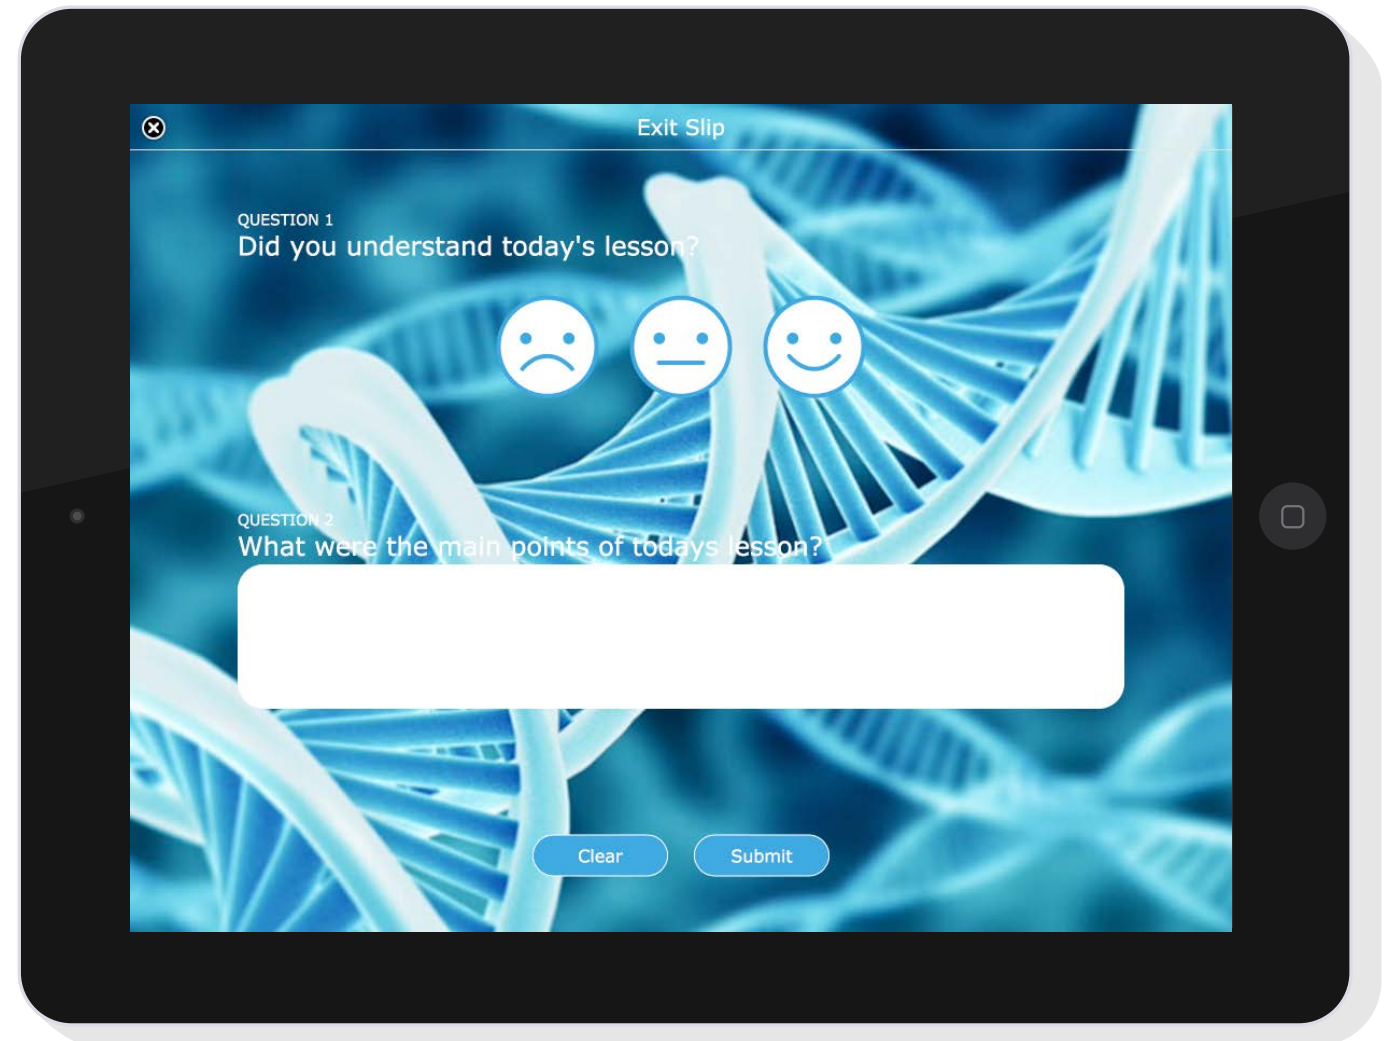 Exit Slip
QUESTION 1
Did you understand today's lesson?
QUESTION 2
What were the main points of todays lesson?
Clear
Submit